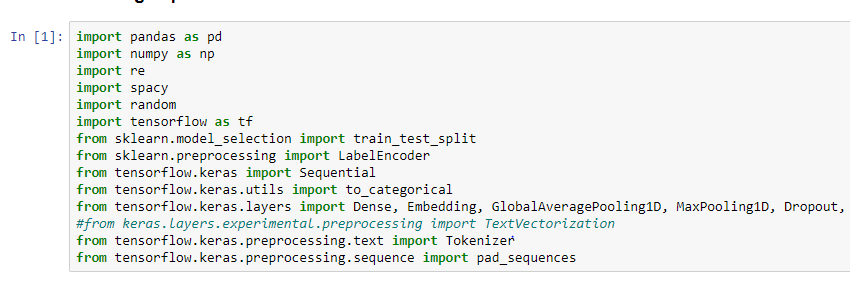 In [1]:
import pandas as pd
import numpy as np
import re
import spacy
import random
import tensorflow as tf
from sklearn.model_selection import train_test_split
from sklearn.preprocessing import LabelEncoder
from tensorflow.keras import Sequential
from tensorflow.keras.utils import to_categorical
from tensorflow.keras.layers import Dense, Embedding, GlobalAveragePooling1D, MaxPooling1D, Dropout,
#from keras.layers.experimental.preprocessing import TextVectorization
from tensorflow.keras.preprocessing.text import Tokenizer
from tensorflow.keras.preprocessing.sequence import pad_sequences